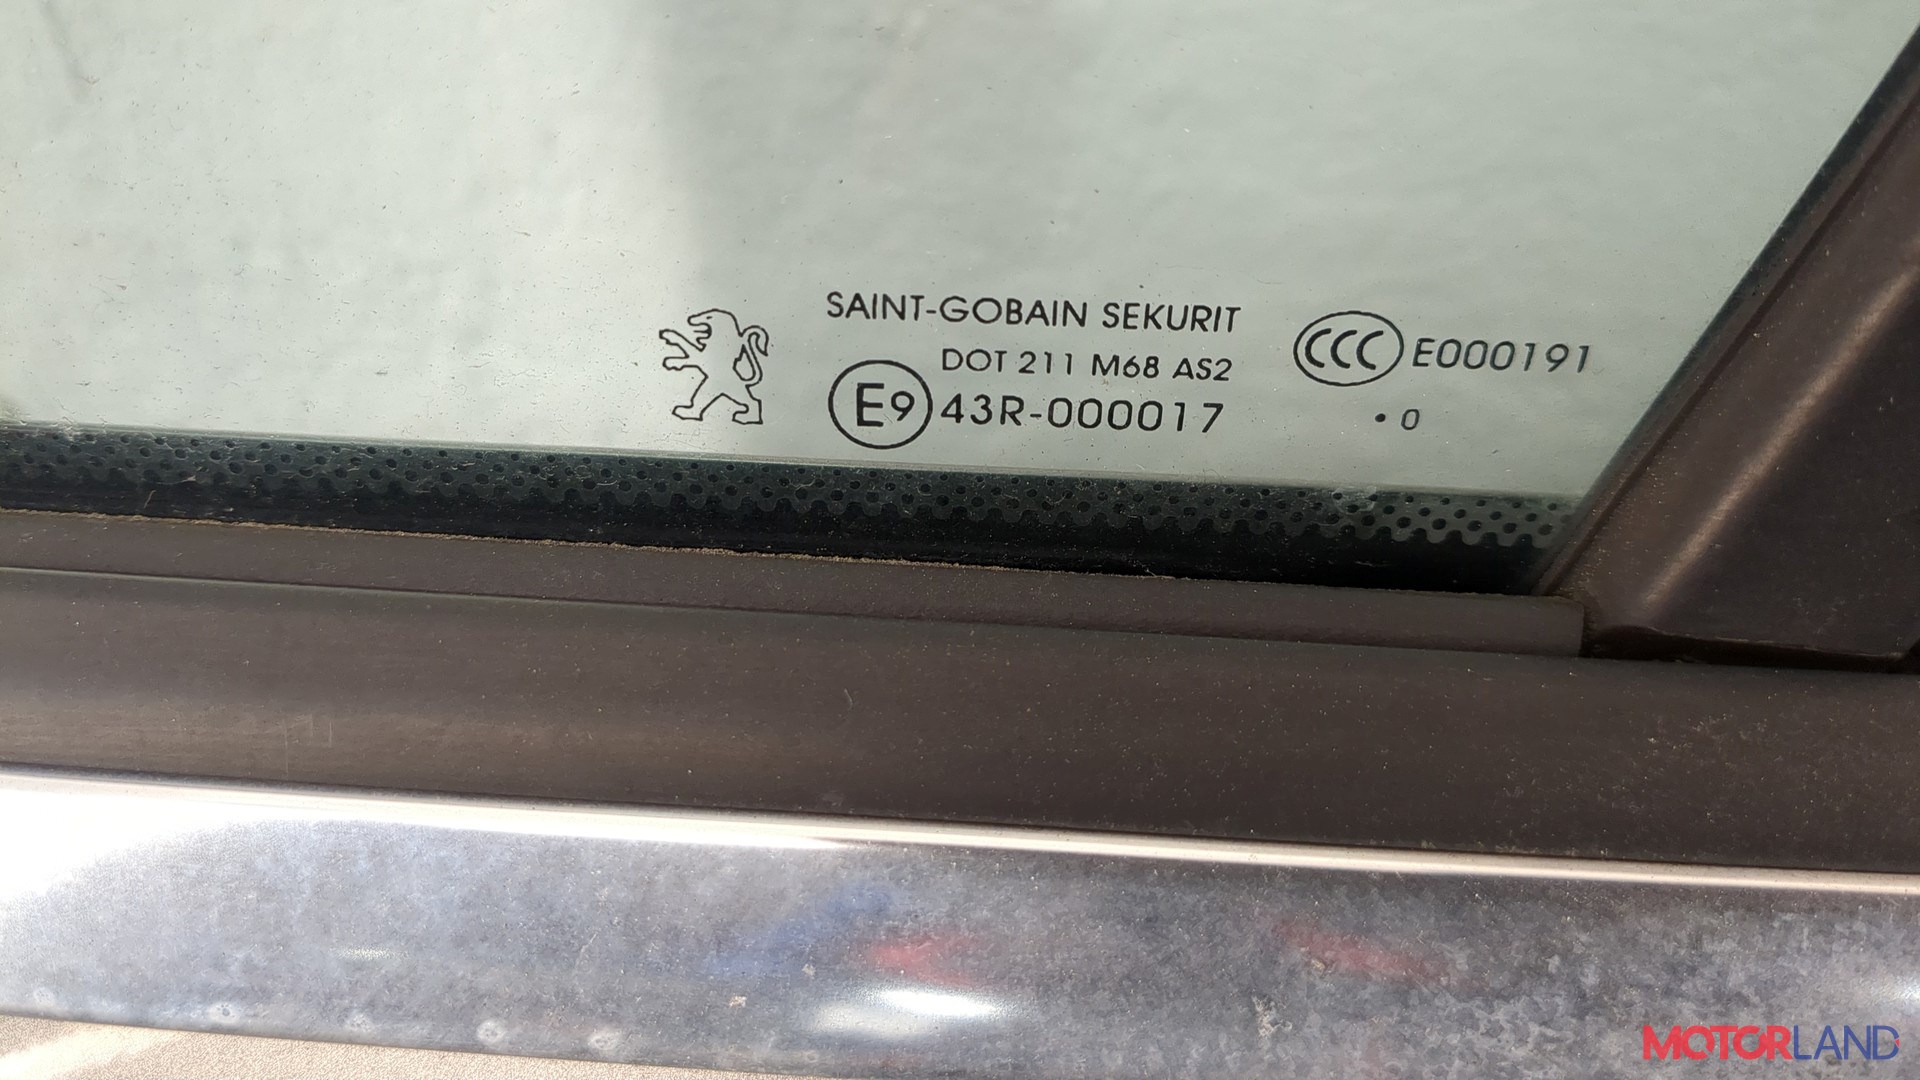 SAINT-GOBAIN SEKURIT
DOT 211 M68 AS2
E9 43R-000017
CCC E000191
• 0
MOTORLAND